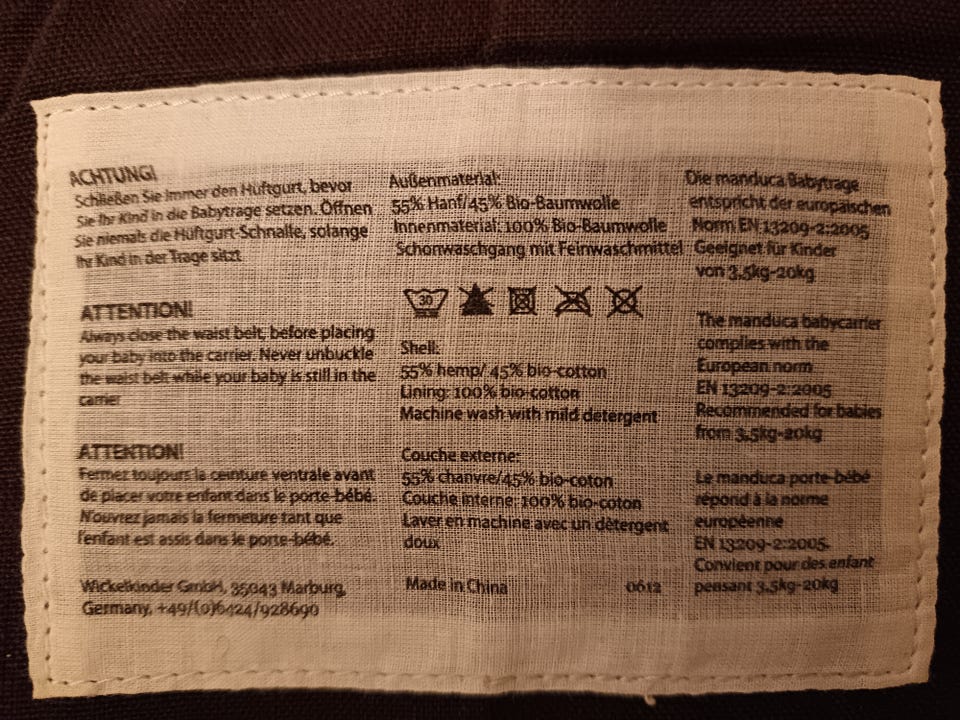 ACHTUNG!
Schließen Sie immer den Hüftgurt, bevor
Sie Ihr Kind in die Babytrage setzen. Öffnen
Sie niemals die Hüftgurt-Schnalle, solange
Ihr Kind in der Trage sitzt
ATTENTION!
Always close the waist belt, before placing
your baby into the carrier. Never unbuckle
the waist belt while your baby is still in the
carrier
ATTENTION!
Fermez toujours la ceinture ventrale avant
de placer votre enfant dans le porte-bébé.
N'ouvrez jamais la fermeture tant que
l'enfant est assis dans le porte-bébé.
Wickelkinder GmbH, 35043 Marburg,
Germany, +49/(0)6424/928690
Außenmaterial:
55% Hanf/45% Bio-Baumwolle
Innenmaterial: 100% Bio-Baumwolle
Schonwaschgang mit Feinwaschmittel
30
Shell:
55% hemp/ 45% bio-cotton
Lining: 100% bio-cotton
Machine wash with mild detergent
Couche externe:
55% chanvre/45% bio-coton
Couche interne: 100% bio-coton
Laver en machine avec un détergent
doux
Made in China 0612
Die manduca Babytrage
entspricht der europäischen
Norm EN 13209-2:2005
Geeignet für Kinder
von 3.5kg-20kg
The manduca babycarrier
complies with the
European norm
EN 13209-2:2005
Recommended for babies
from 3.5kg-20kg
Le manduca porte-bébé
répond à la norme
européenne
EN 13209-2:2005.
Convient pour des enfant
pensant 3.5kg-20kg